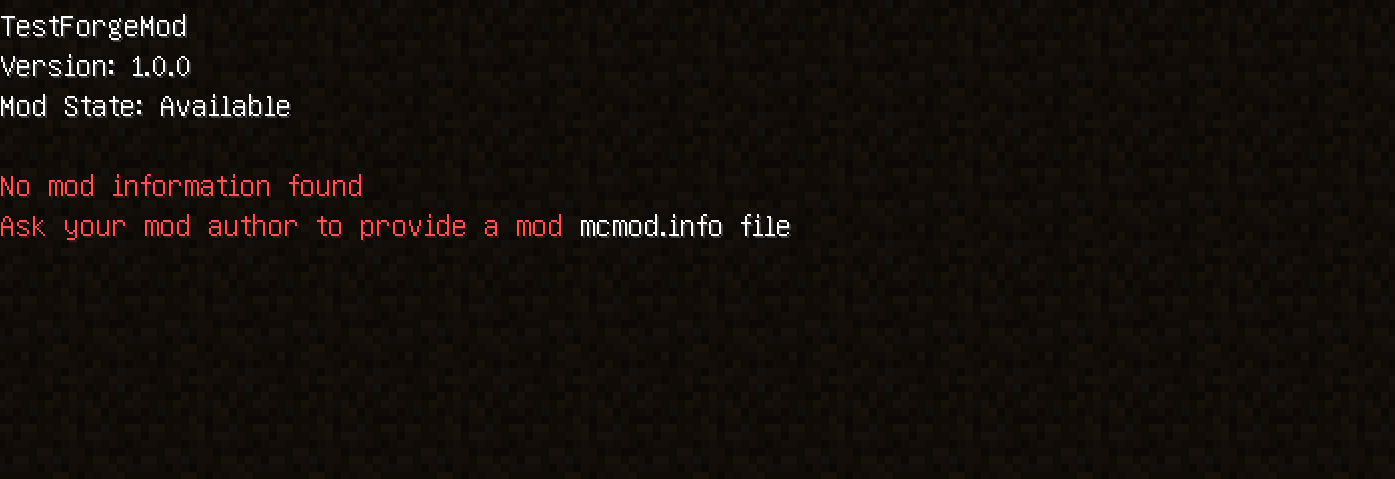 TestForgeMod
Version: 1.0.0
Mod State: Available
No mod information found
Ask your mod author to provide a mod mcmod.info file